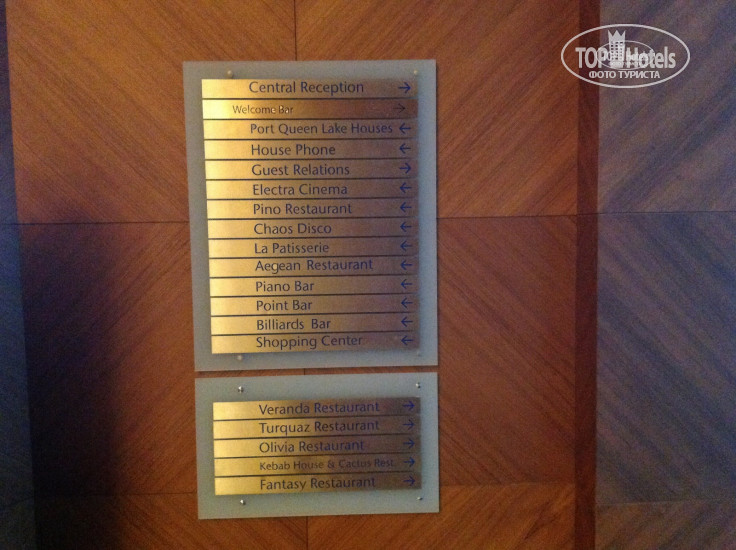 TOPHotels
ФОТО ТУРИСТА
Central Reception →
Welcome Bar →
Port Queen Lake Houses ←
House Phone ←
Guest Relations →
Electra Cinema ←
Pino Restaurant ←
Chaos Disco ←
La Patisserie ←
Aegean Restaurant ←
Piano Bar ←
Point Bar ←
Billiards Bar ←
Shopping Center ←
Veranda Restaurant →
Turquaz Restaurant →
Olivia Restaurant →
Kebab House & Cactus Rest. →
Fantasy Restaurant →